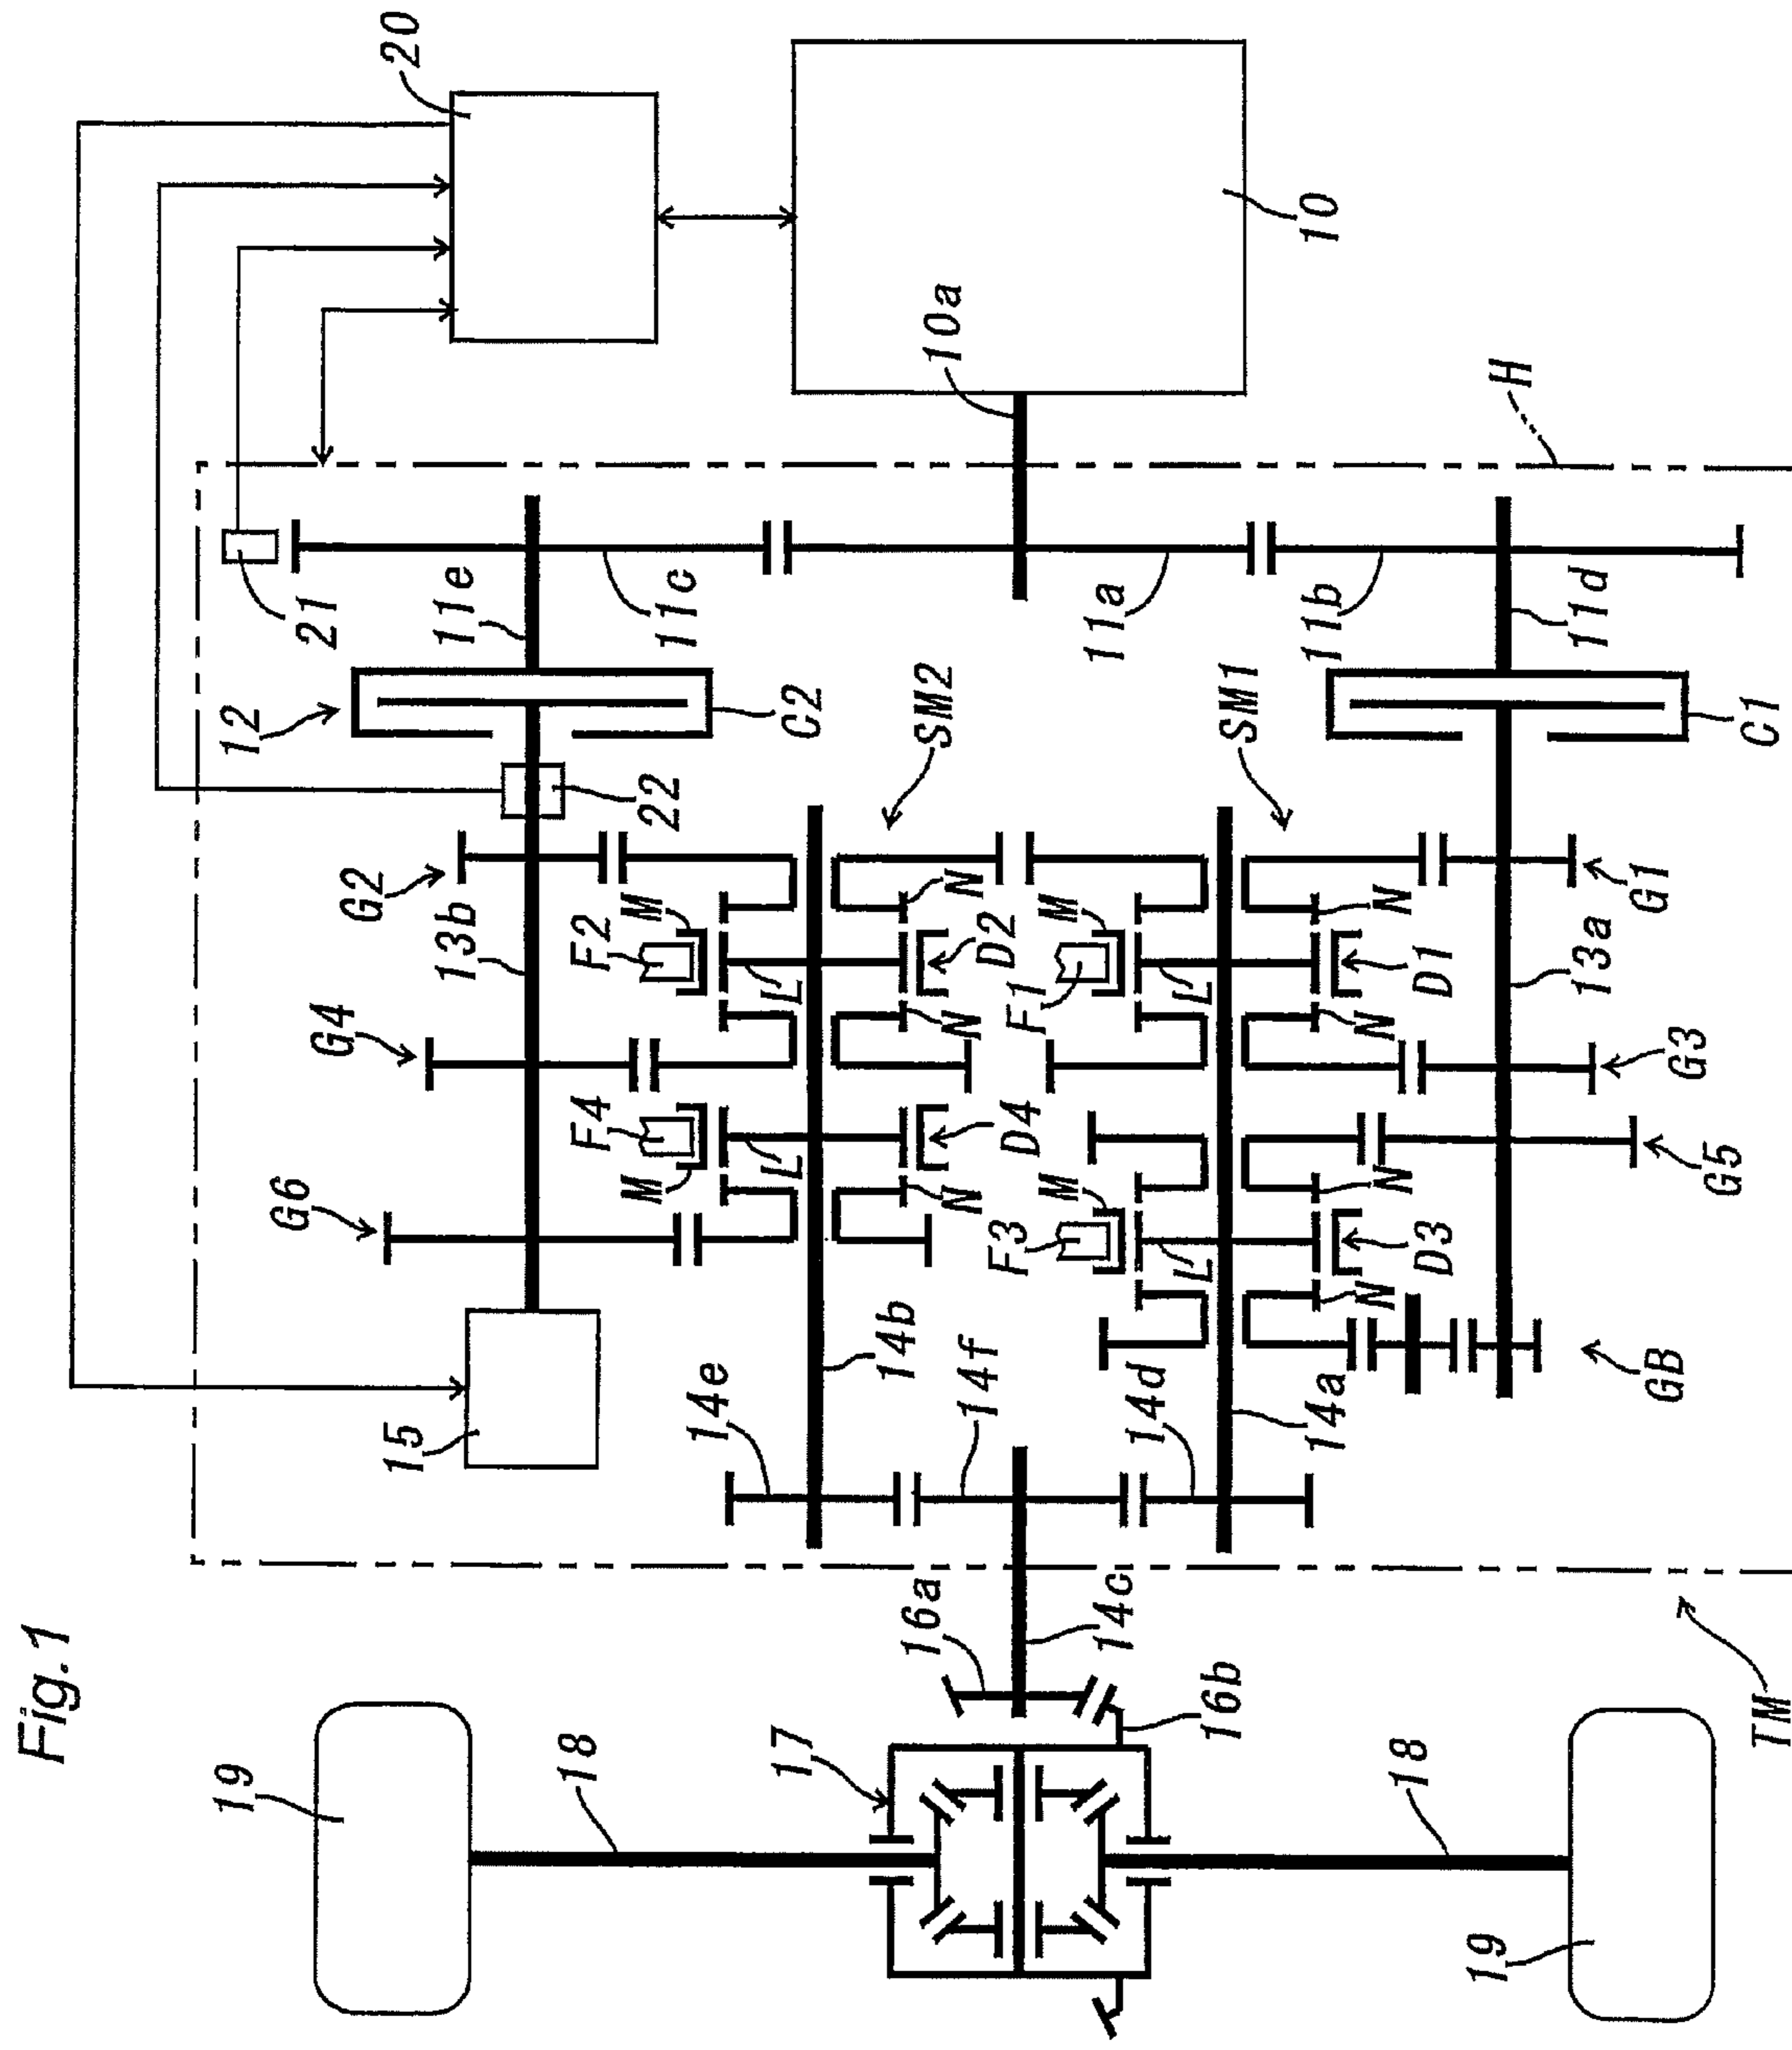 Fig.1
19
12
G6
21
G4
G2
20
15
13b
11e
18
F4
F2
M
M
22
11c
14e
L
L
17
C2
14b
16a
SM2
10a
N
N
N
14f
D2
F3
D4
F1
M
M
11a
14c
14d
L
L
16b
SM1
10
11b
14a
N
N
N
N
18
D3
D1
19
H
13a
11d
G1
GB
G3
G5
C1
TM